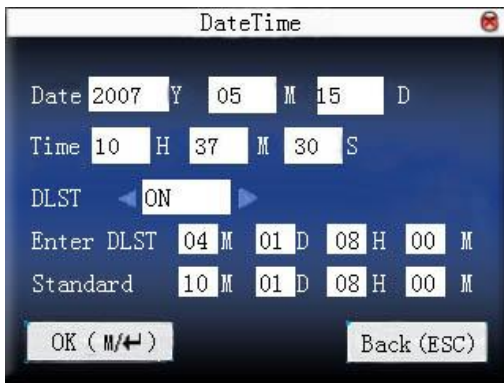 DateTime
Date 2007 Y 05 M 15 D
Time 10 H 37 M 30 S
DLST ON
Enter DLST 04 M 01 D 08 H 00 M
Standard 10 M 01 D 08 H 00 M
OK (M/↵) Back (ESC)